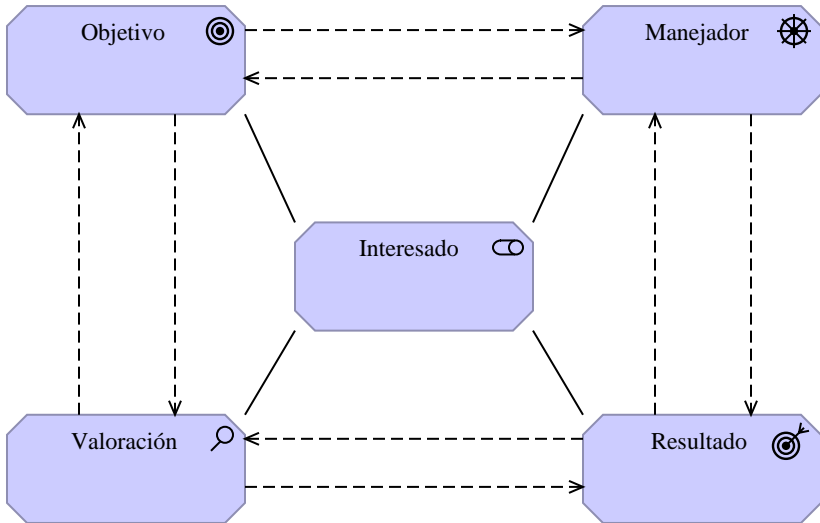 Objetivo
Manejador
Interesado
Valoración
Resultado